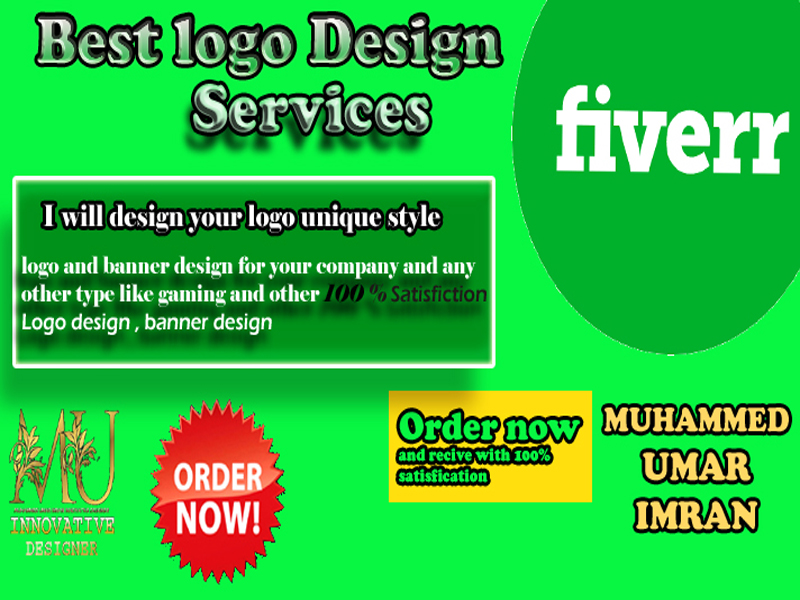 Best logo Design
Services
fiverr
I will design your logo unique style
logo and banner design for your company and any
other type like gaming and other 100 % Satisfiction
Logo design , banner design
MU
INNOVATIVE
DESIGNER
ORDER
NOW!
Order now
and recive with 100%
satisfication
MUHAMMED
UMAR
IMRAN